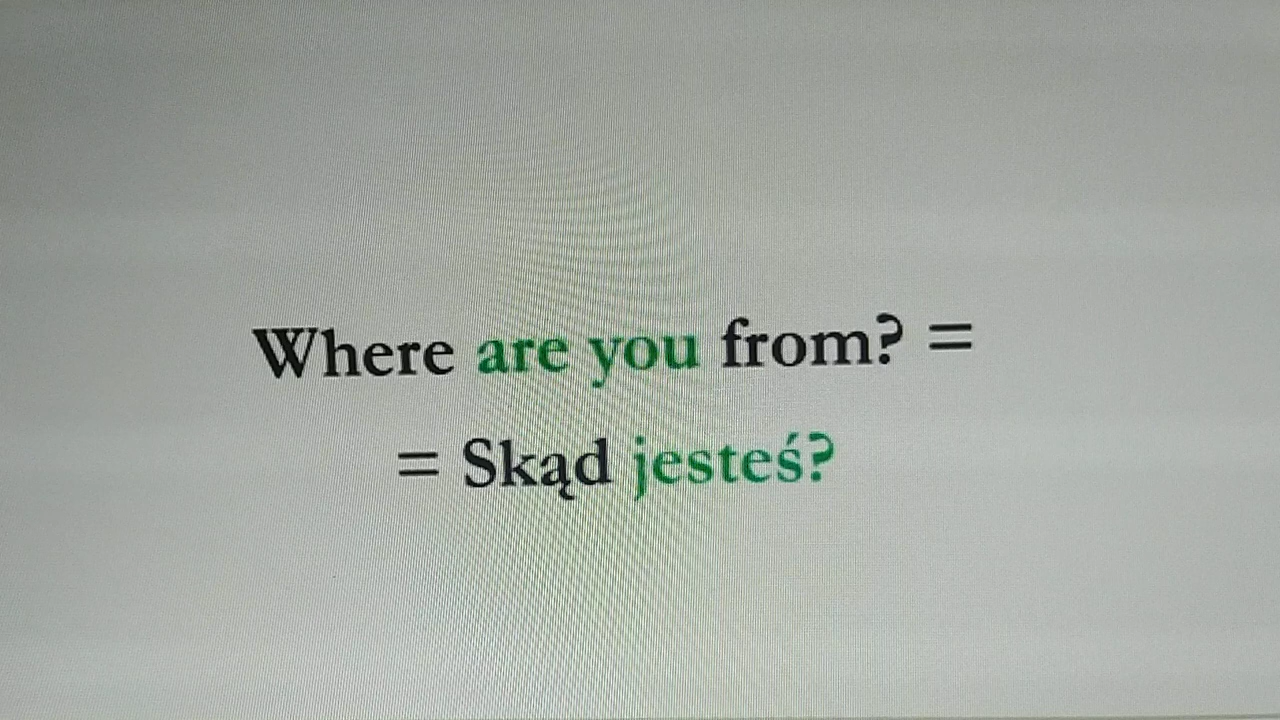 Where are you from? =
= Skąd jesteś?